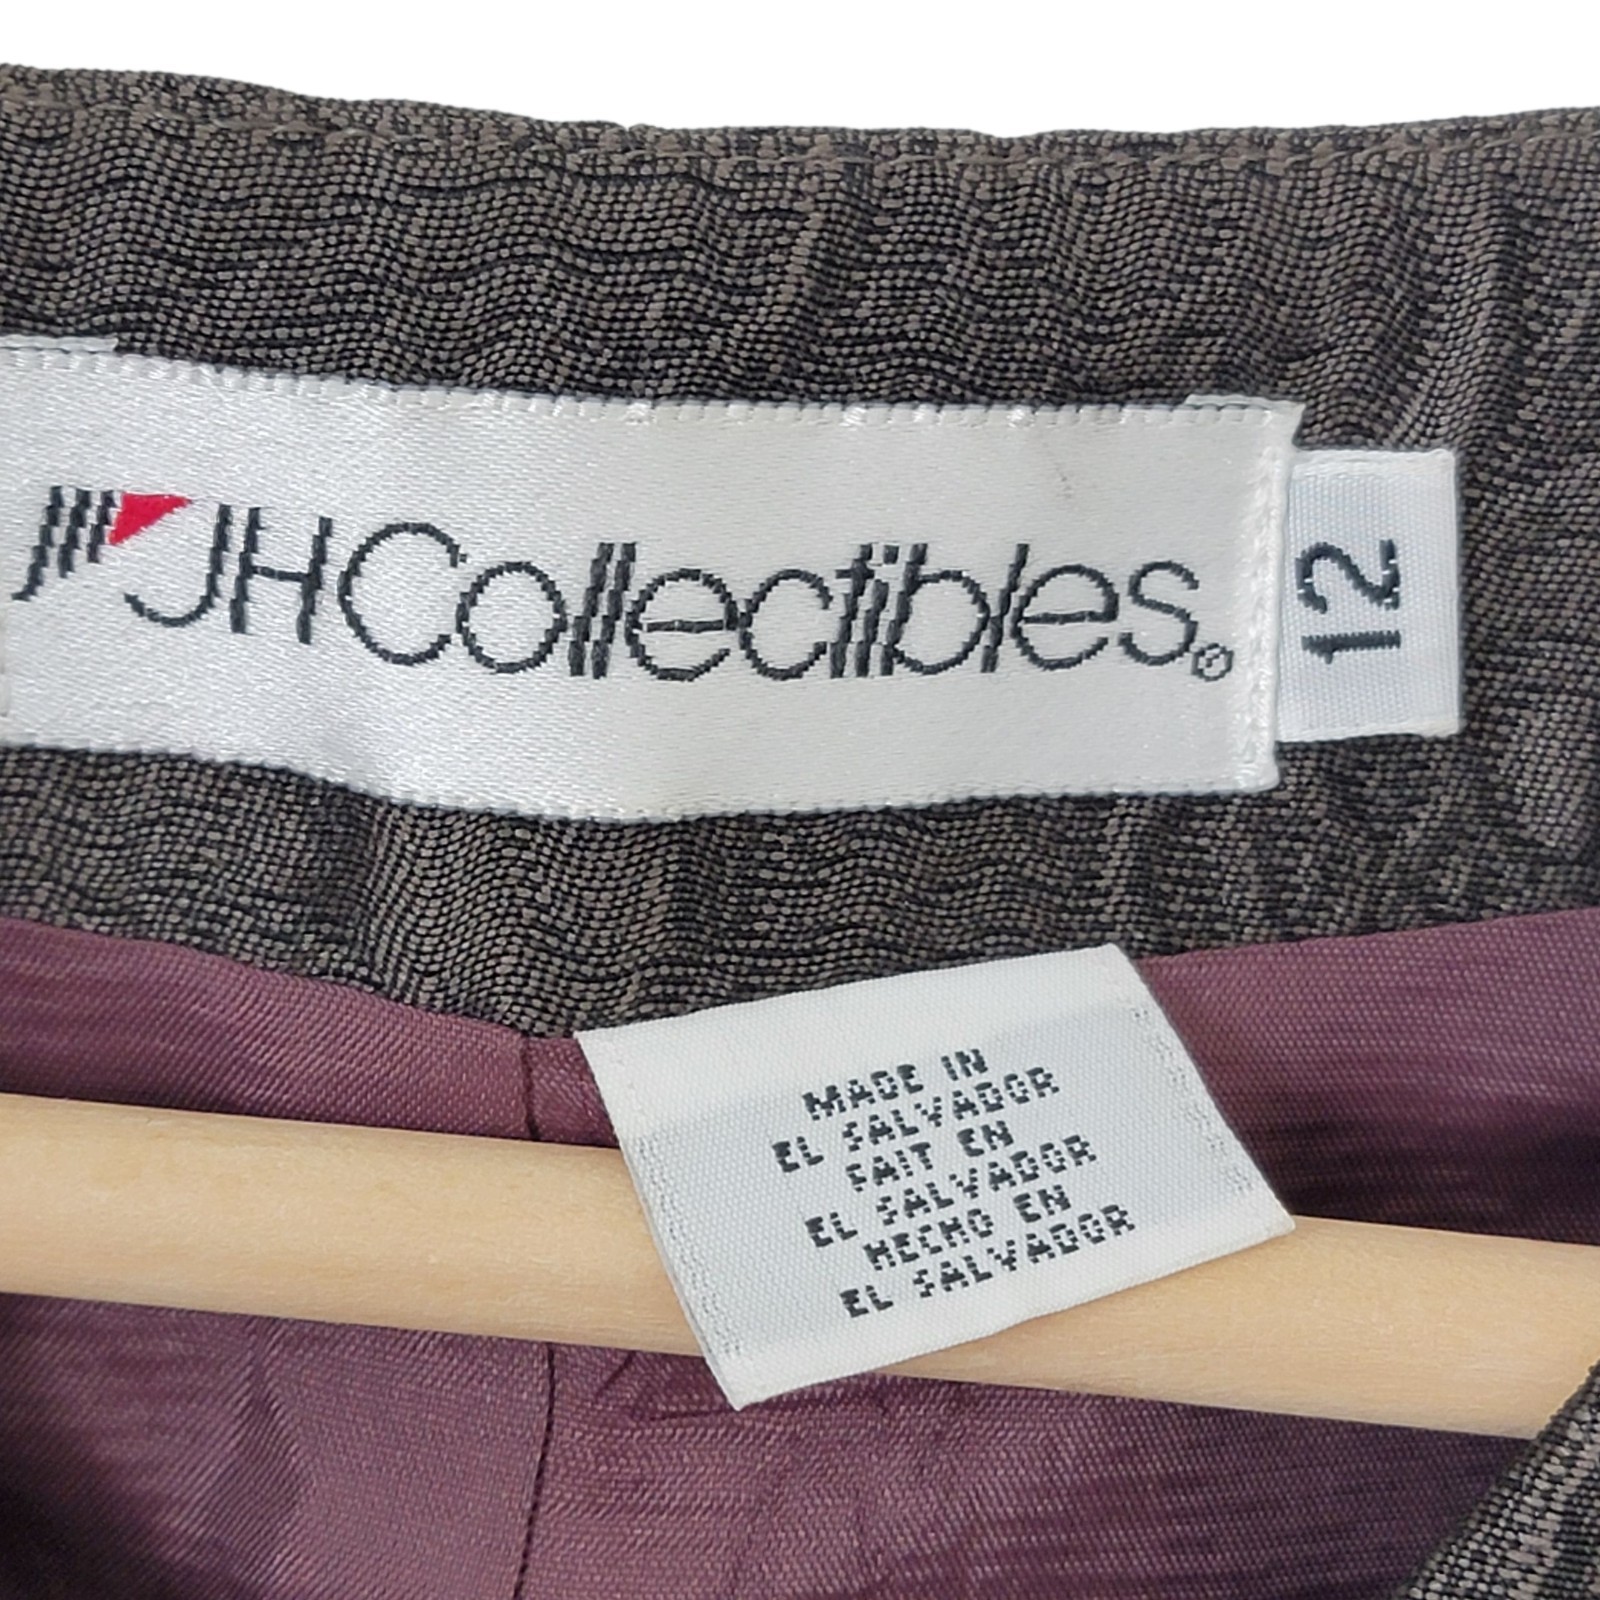 JHCollectibles®
12
MADE IN
EL SALVADOR
FAIT EN
EL SALVADOR
HECHO EN
EL SALVADOR